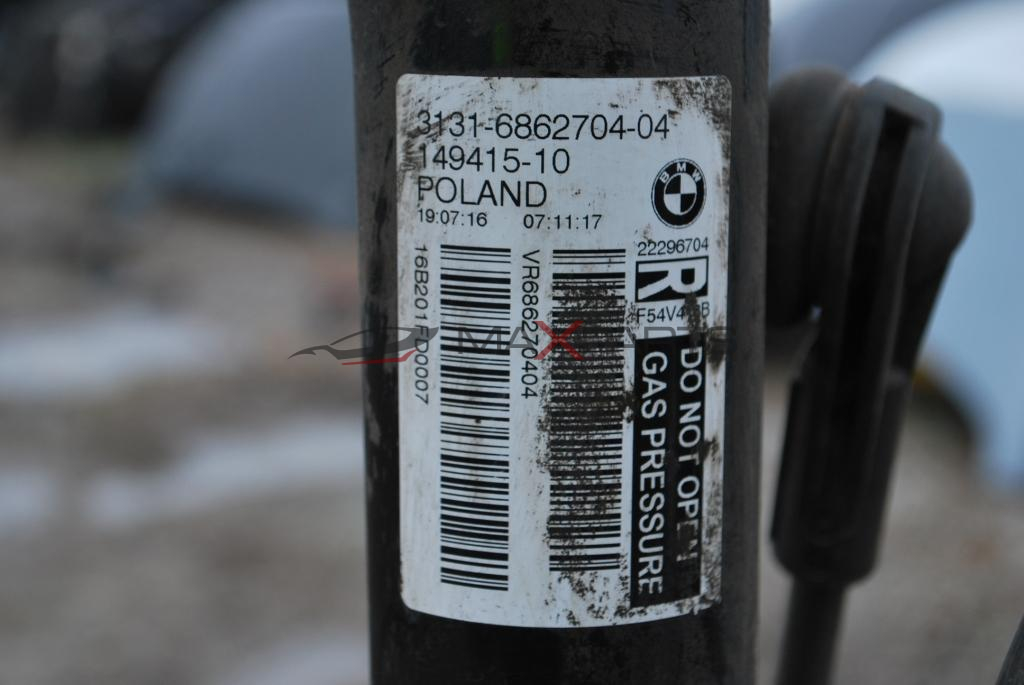 3131-6862704-04
149415-10
POLAND
19:07:16 07:11:17
BMW
22296704
R
16B201FD0007
VR686270404
DO NOT OPEN
GAS PRESSURE
MAXPARTS